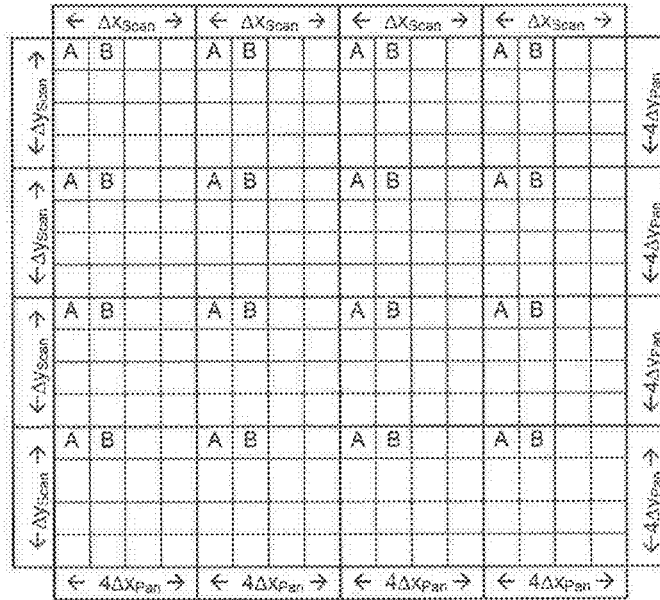 ← ΔxScan → ← ΔxScan → ← ΔxScan → ← ΔxScan →
A B A B A B A B
← ΔyScan → ←4ΔyPan
A B A B A B A B
← ΔyScan → ←4ΔyPan
A B A B A B A B
← ΔyScan → ←4ΔyPan
A B A B A B A B
← ΔyScan → ←4ΔyPan →
← 4ΔxPan → ← 4ΔxPan → ← 4ΔxPan → ← 4ΔxPan →